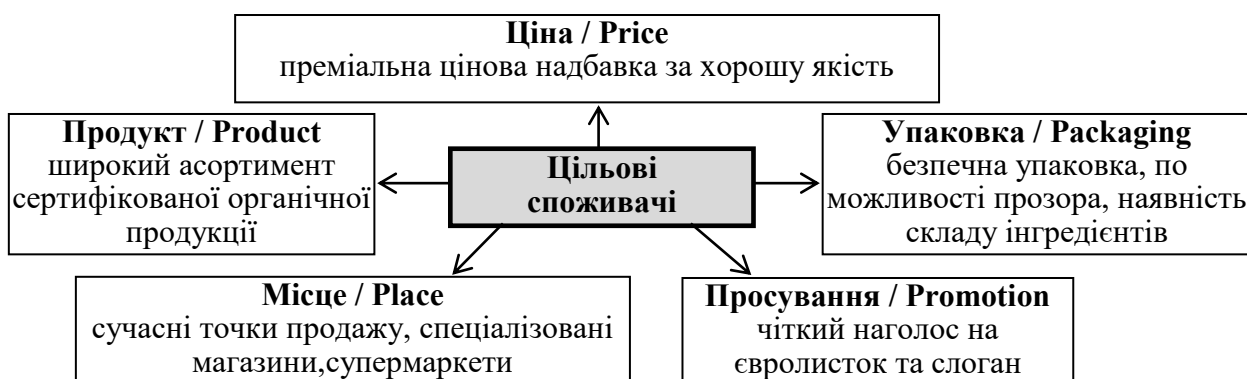 Ціна / Price
преміальна цінова надбавка за хорошу якість
Продукт / Product
широкий асортимент
сертифікованої органічної
продукції
Цільові
споживачі
Упаковка / Packaging
безпечна упаковка, по
можливості прозора, наявність
складу інгредієнтів
Місце / Place
сучасні точки продажу, спеціалізовані
магазини,супермаркети
Просування / Promotion
чіткий наголос на
євролисток та слоган